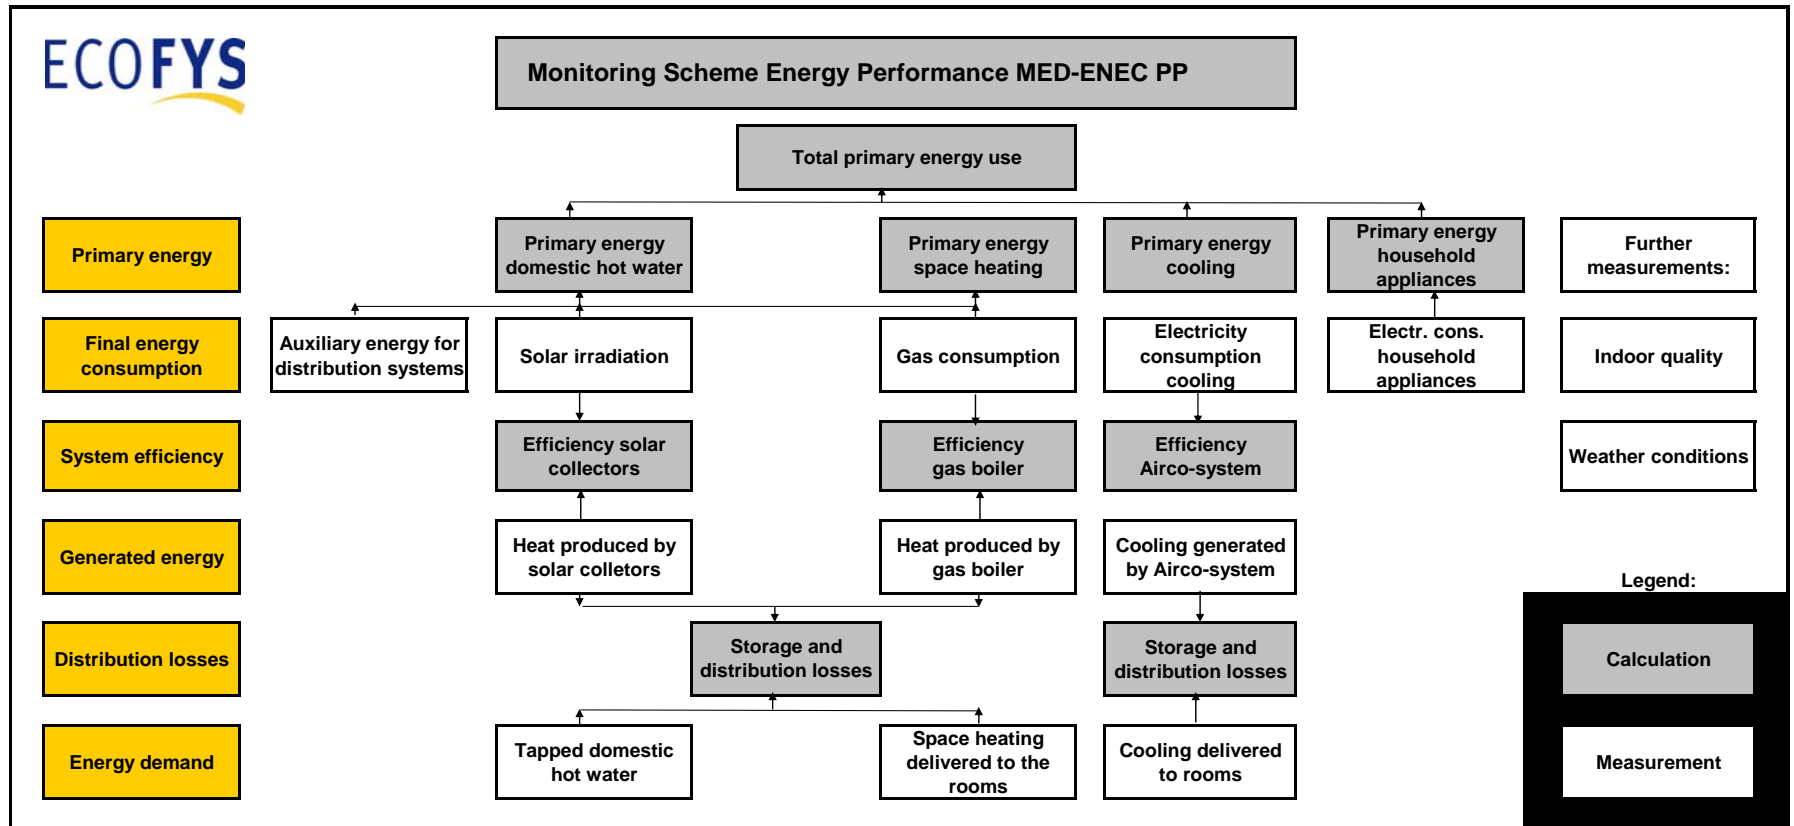 ECOFYS
Monitoring Scheme Energy Performance MED-ENEC PP
Total primary energy use
Primary energy
Primary energy
domestic hot water
Primary energy
space heating
Primary energy
cooling
Primary energy
household
appliances
Further
measurements:
Final energy
consumption
Auxiliary energy for
distribution systems
Solar irradiation
Gas consumption
Electricity
consumption
cooling
Electr. cons.
household
appliances
Indoor quality
System efficiency
Efficiency solar
collectors
Efficiency
gas boiler
Efficiency
Airco-system
Weather conditions
Generated energy
Heat produced by
solar colletors
Heat produced by
gas boiler
Cooling generated
by Airco-system
Legend:
Distribution losses
Storage and
distribution losses
Storage and
distribution losses
Calculation
Energy demand
Tapped domestic
hot water
Space heating
delivered to the
rooms
Cooling delivered
to rooms
Measurement